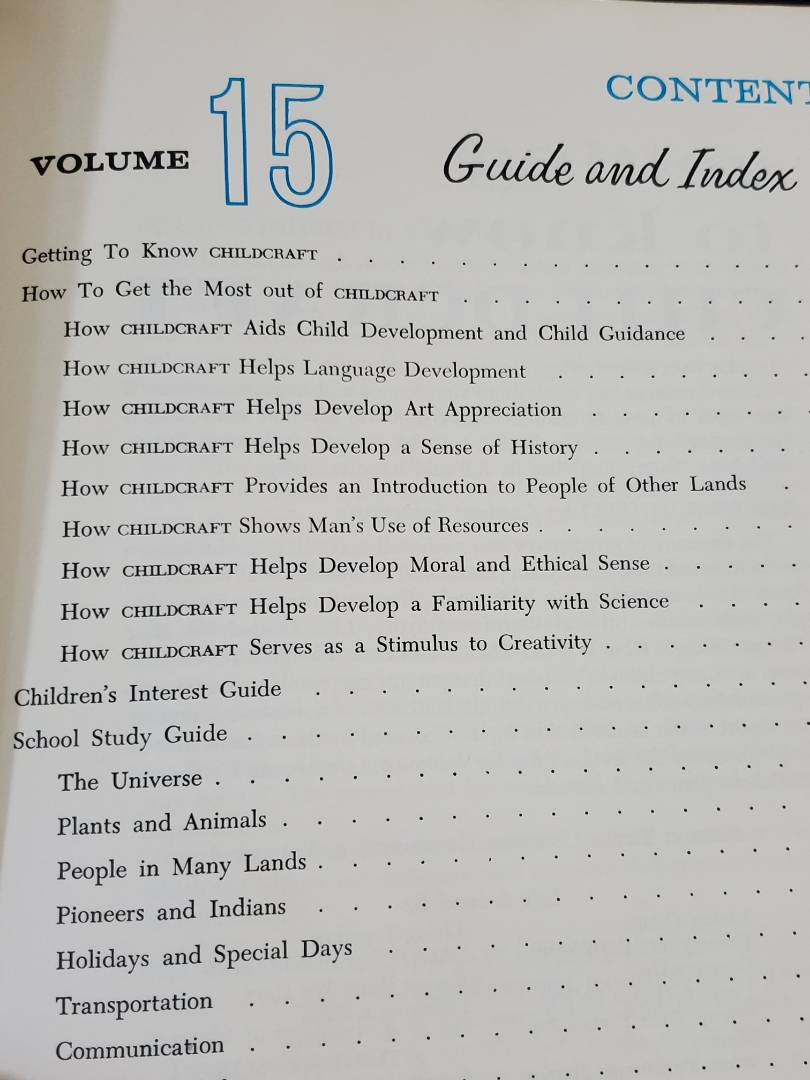 CONTENT
VOLUME 15
Guide and Index
Getting To Know CHILDCRAFT . . . . . . . . . . . . . .
How To Get the Most out of CHILDCRAFT . . . . . . . . . .
How CHILDCRAFT Aids Child Development and Child Guidance . . . .
How CHILDCRAFT Helps Language Development . . . . . . . . .
How CHILDCRAFT Helps Develop Art Appreciation . . . . . . .
How CHILDCRAFT Helps Develop a Sense of History . . . . . . .
How CHILDCRAFT Provides an Introduction to People of Other Lands .
How CHILDCRAFT Shows Man's Use of Resources . . . . . . . . .
How CHILDCRAFT Helps Develop Moral and Ethical Sense . . . . .
How CHILDCRAFT Helps Develop a Familiarity with Science . . . .
How CHILDCRAFT Serves as a Stimulus to Creativity . . . . . . .
Children's Interest Guide . . . . . . . . . . . . . .
School Study Guide . . . . . . . . . . . . . . . .
The Universe . . . . . . . . . . . . . . . .
Plants and Animals . . . . . . . . . . . . . . .
People in Many Lands . . . . . . . . . . . . . .
Pioneers and Indians . . . . . . . . . . . . . .
Holidays and Special Days . . . . . . . . . . . .
Transportation . . . . . . . . . . . . . . .
Communication . . . . . . . . . . . . . . .